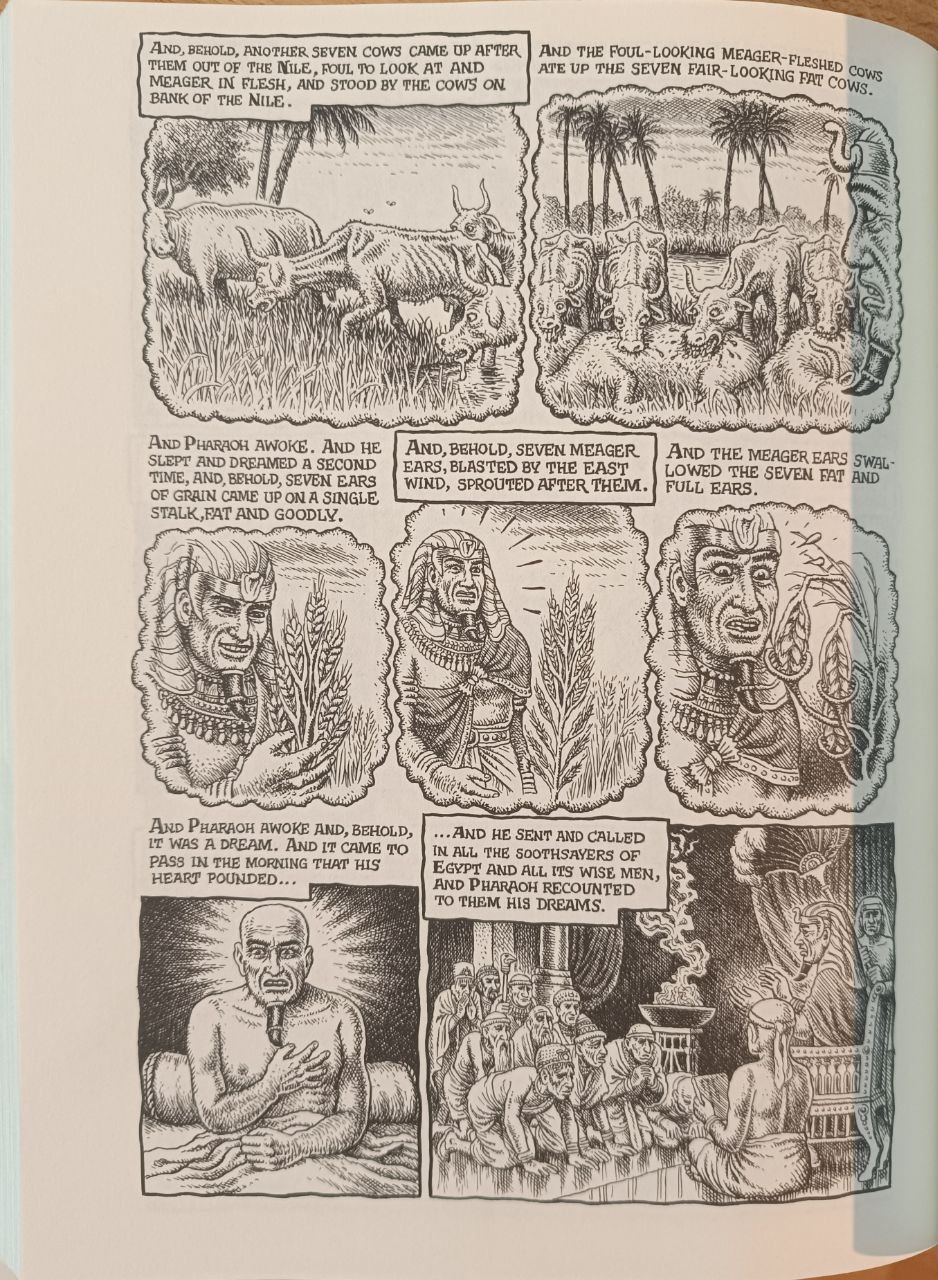 AND, BEHOLD, ANOTHER SEVEN COWS CAME UP AFTER
THEM OUT OF THE NILE, FOUL TO LOOK AT AND
MEAGER IN FLESH, AND STOOD BY THE COWS ON
BANK OF THE NILE.
AND THE FOUL-LOOKING MEAGER-FLESHED COWS
ATE UP THE SEVEN FAIR-LOOKING FAT COWS.
AND PHARAOH AWOKE. AND HE
SLEPT AND DREAMED A SECOND
TIME, AND, BEHOLD, SEVEN EARS
OF GRAIN CAME UP ON A SINGLE
STALK, FAT AND GOODLY.
AND, BEHOLD, SEVEN MEAGER
EARS, BLASTED BY THE EAST
WIND, SPROUTED AFTER THEM.
AND THE MEAGER EARS SWAL-
LOWED THE SEVEN FAT AND
FULL EARS.
AND PHARAOH AWOKE AND, BEHOLD,
IT WAS A DREAM. AND IT CAME TO
PASS IN THE MORNING THAT HIS
HEART POUNDED...
...AND HE SENT AND CALLED
IN ALL THE SOOTHSAYERS OF
EGYPT AND ALL ITS WISE MEN,
AND PHARAOH RECOUNTED
TO THEM HIS DREAMS.